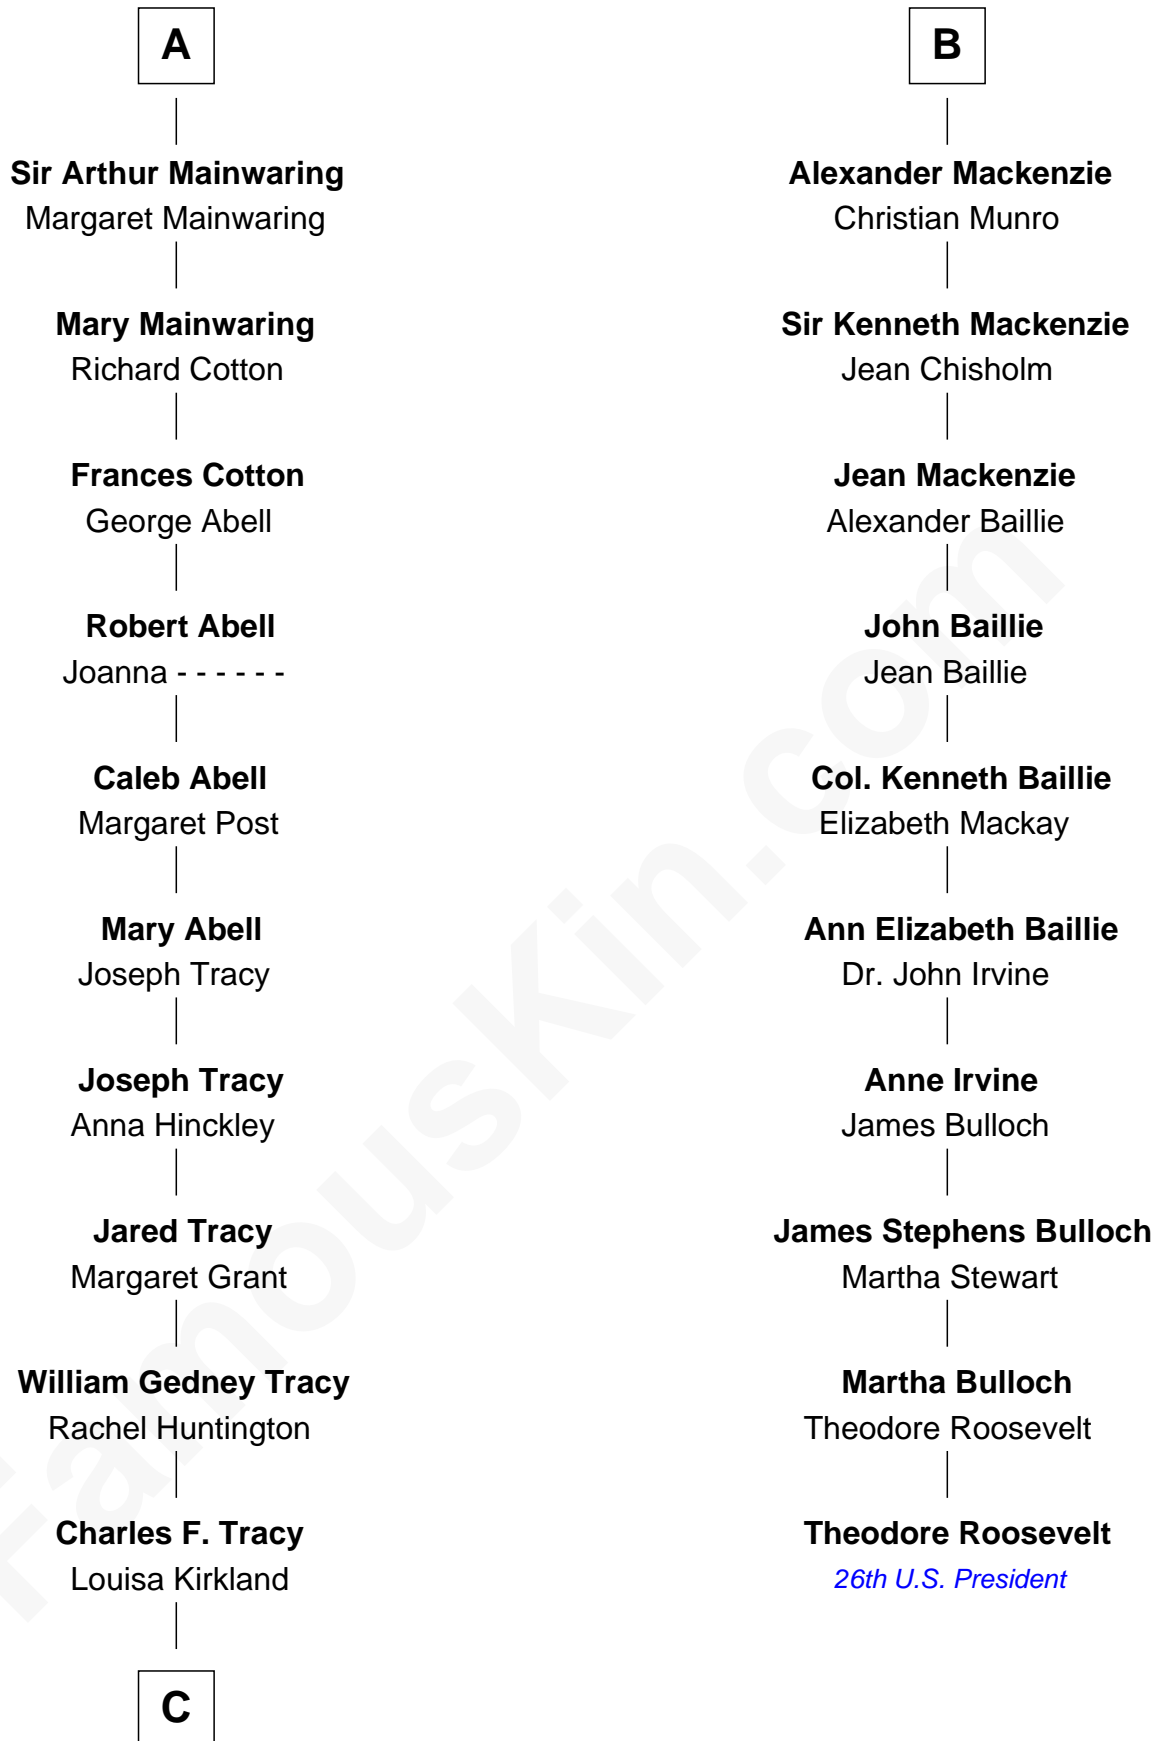 A
Sir Arthur Mainwaring
Margaret Mainwaring
Mary Mainwaring
Richard Cotton
Frances Cotton
George Abell
Robert Abell
Joanna - - - - - -
Caleb Abell
Margaret Post
Mary Abell
Joseph Tracy
Joseph Tracy
Anna Hinckley
Jared Tracy
Margaret Grant
William Gedney Tracy
Rachel Huntington
Charles F. Tracy
Louisa Kirkland
C
B
Alexander Mackenzie
Christian Munro
Sir Kenneth Mackenzie
Jean Chisholm
Jean Mackenzie
Alexander Baillie
John Baillie
Jean Baillie
Col. Kenneth Baillie
Elizabeth Mackay
Ann Elizabeth Baillie
Dr. John Irvine
Anne Irvine
James Bulloch
James Stephens Bulloch
Martha Stewart
Martha Bulloch
Theodore Roosevelt
Theodore Roosevelt
26th U.S. President
FamousKin.com